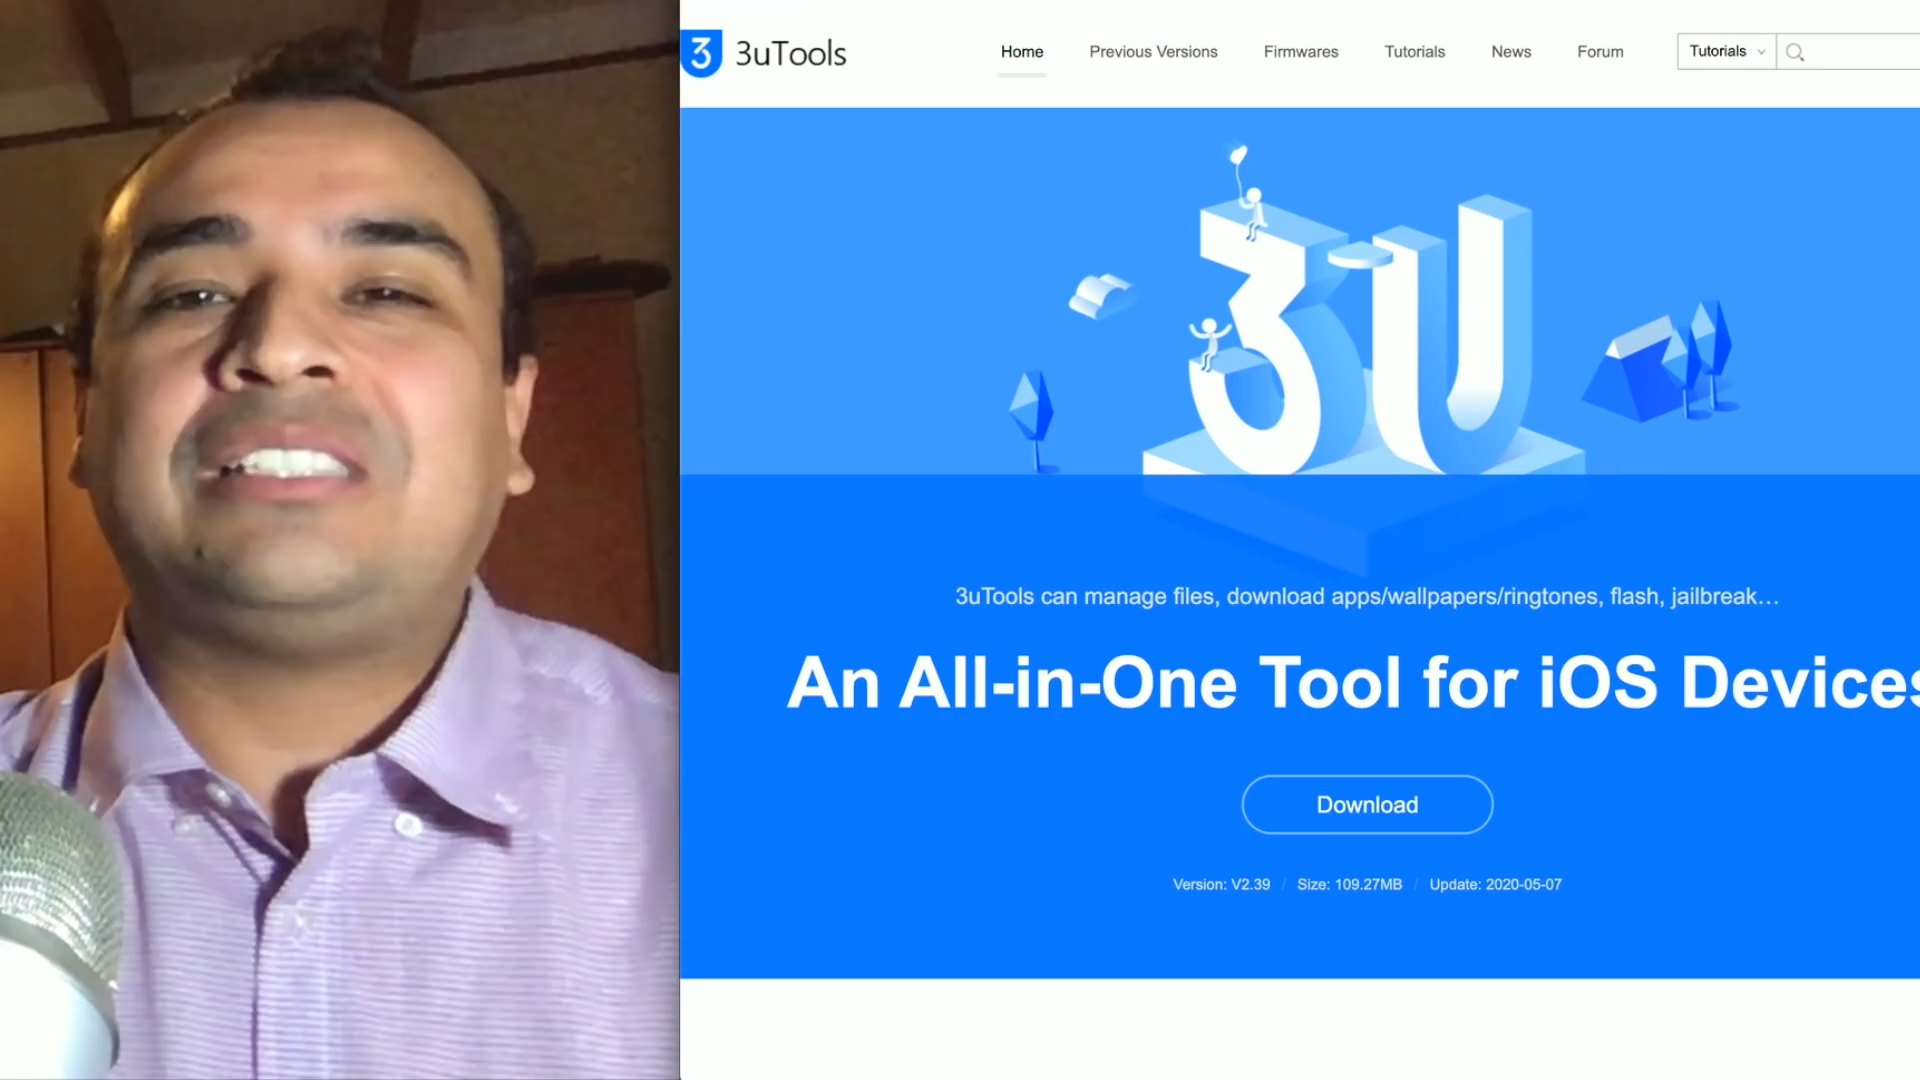 3 3uTools
Home Previous Versions Firmwares Tutorials News Forum Tutorials
3U
3uTools can manage files, download apps/wallpapers/ringtones, flash, jailbreak…
An All-in-One Tool for iOS Devices
Download
Version: V2.39 / Size: 109.27MB / Update: 2020-05-07